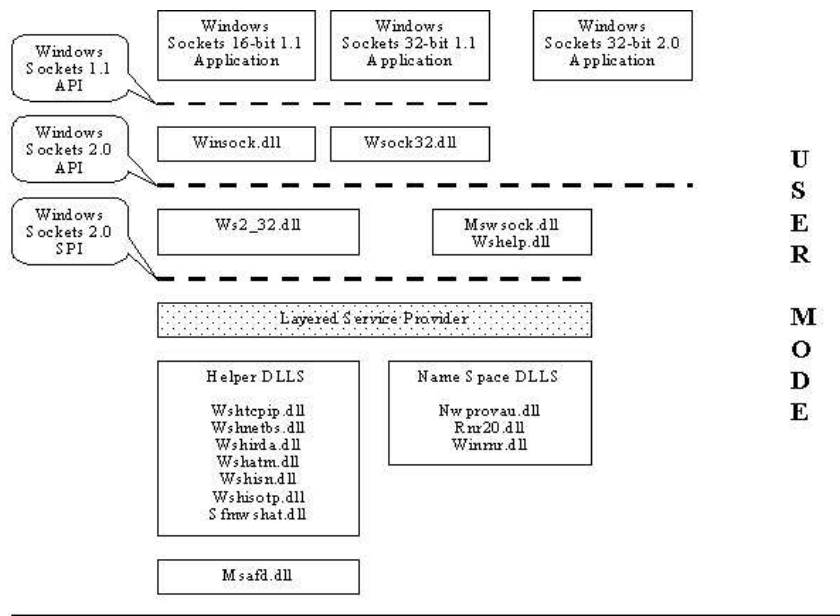 Windows
Sockets 16-bit 1.1
Application
Windows
Sockets 32-bit 1.1
Application
Windows
Sockets 32-bit 2.0
Application
Windows
Sockets 1.1
API
Windows
Sockets 2.0
API
Winsock.dll
Wsock32.dll
Windows
Sockets 2.0
SPI
Ws2_32.dll
Mswsock.dll
Wshelp.dll
Layered Service Provider
Helper DLLS
Wshtcpip.dll
Wshnetbs.dll
Wshirda.dll
Wshatm.dll
Wshisn.dll
Wshisotp.dll
Sfmwshat.dll
Name Space DLLS
Nwprovau.dll
Rnr20.dll
Winrnr.dll
Msafd.dll
USER MODE